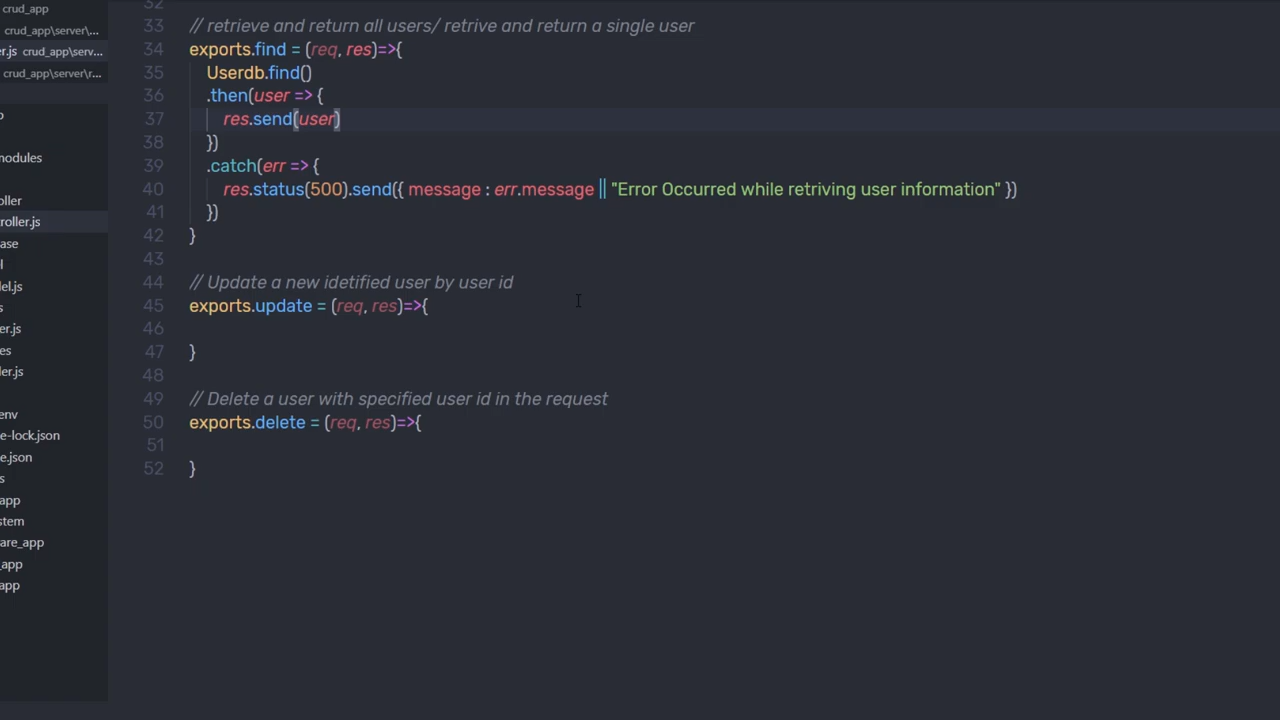 crud_app
crud_app\server\...
r.js crud_app\serv...
crud_app\server\r...
modules
ller
roller.js
ase
l
el.js
s
er.js
es
ler.js
env
e-lock.json
e.json
s
app
stem
are_app
_app
app
32
33 // retrieve and return all users/ retrive and return a single user
34 exports.find = (req, res)=>{
35 Userdb.find()
36 .then(user => {
37 res.send(user)
38 })
39 .catch(err => {
40 res.status(500).send({ message : err.message || "Error Occurred while retriving user information" })
41 })
42 }
43
44 // Update a new idetified user by user id
45 exports.update = (req, res)=>{
46
47 }
48
49 // Delete a user with specified user id in the request
50 exports.delete = (req, res)=>{
51
52 }